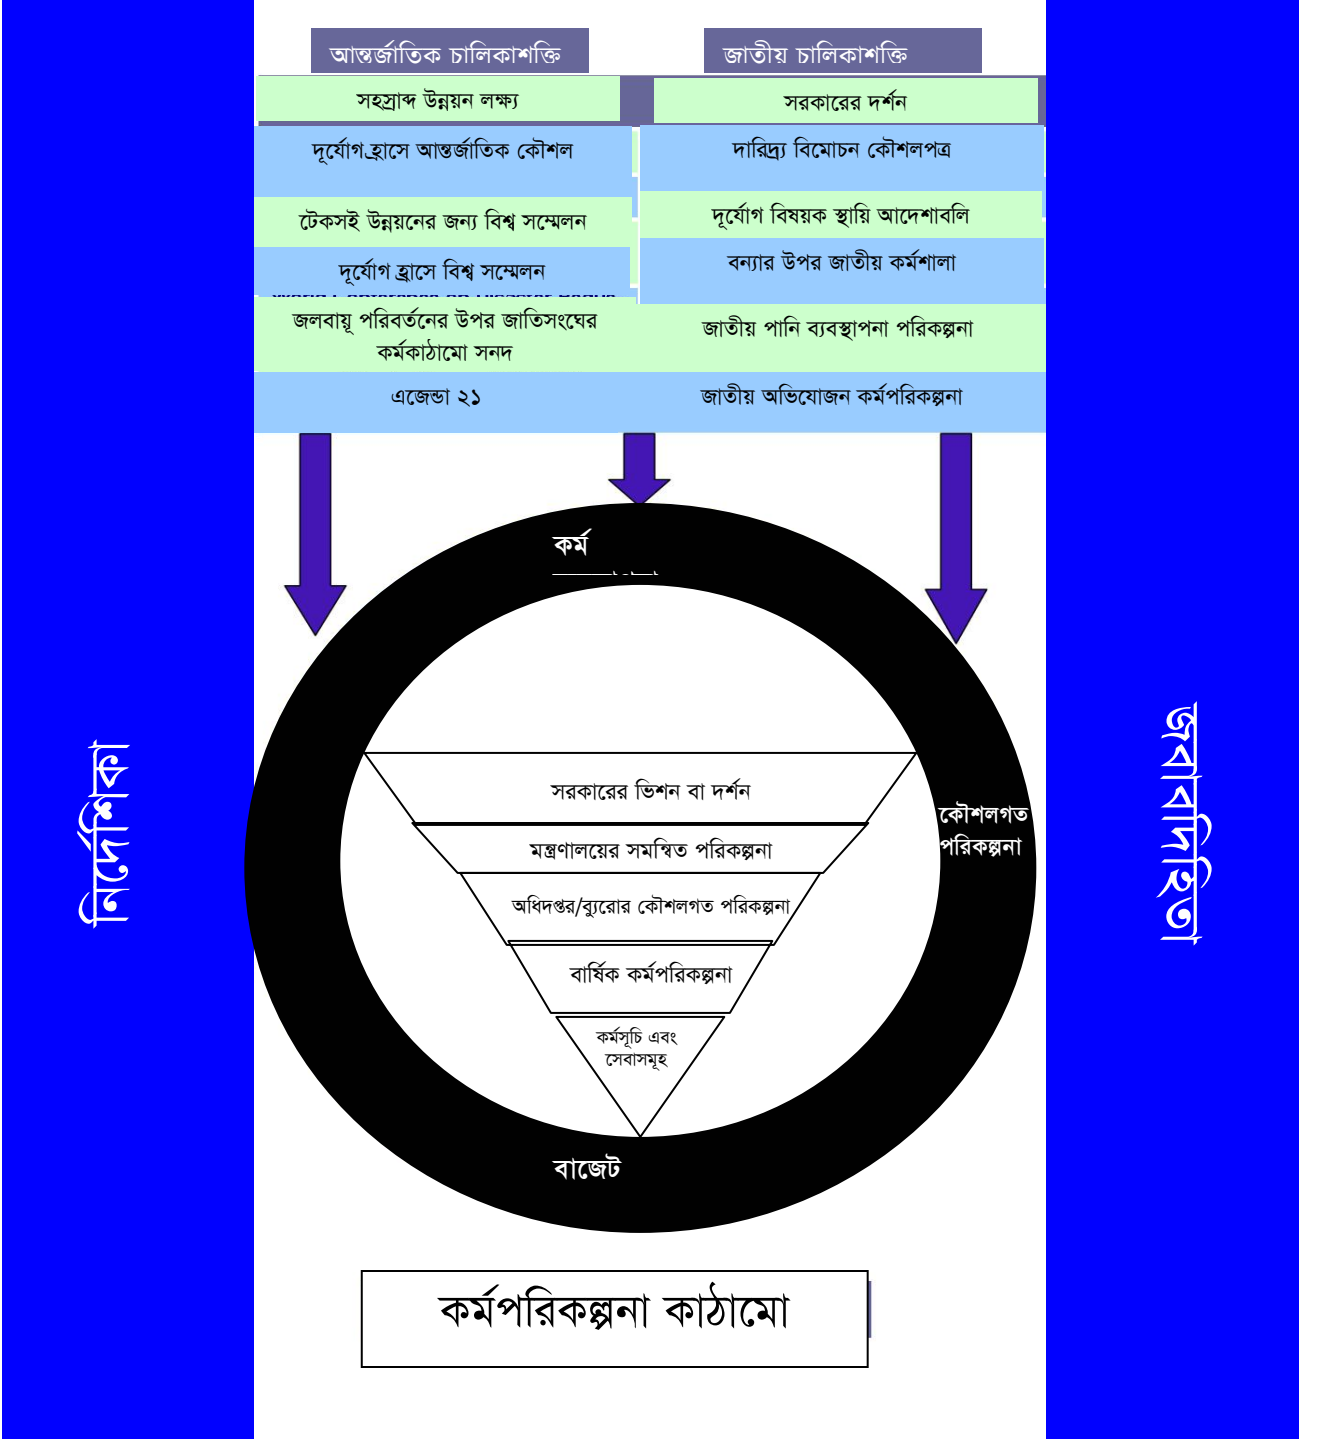 আন্তর্জাতিক চালিকাশক্তি
জাতীয় চালিকাশক্তি
সহস্রাব্দ উন্নয়ন লক্ষ্য
সরকারের দর্শন
দূর্যোগ হ্রাসে আন্তর্জাতিক কৌশল
দারিদ্র্য বিমোচন কৌশলপত্র
টেকসই উন্নয়নের জন্য বিশ্ব সম্মেলন
দূর্যোগ বিষয়ক স্থায়ি আদেশাবলি
দূর্যোগ হ্রাসে বিশ্ব সম্মেলন
বন্যার উপর জাতীয় কর্মশালা
জলবায়ূ পরিবর্তনের উপর জাতিসংঘের
কর্মকাঠামো সনদ
জাতীয় পানি ব্যবস্থাপনা পরিকল্পনা
এজেন্ডা ২১
জাতীয় অভিযোজন কর্মপরিকল্পনা
কর্ম
নির্দেশিকা
জবাবদিহিতা
সরকারের ভিশন বা দর্শন
কৌশলগত
পরিকল্পনা
মন্ত্রণালয়ের সমন্বিত পরিকল্পনা
অধিদপ্তর/ব্যুরোর কৌশলগত পরিকল্পনা
বার্ষিক কর্মপরিকল্পনা
কর্মসূচি এবং
সেবাসমূহ
বাজেট
কর্মপরিকল্পনা কাঠামো